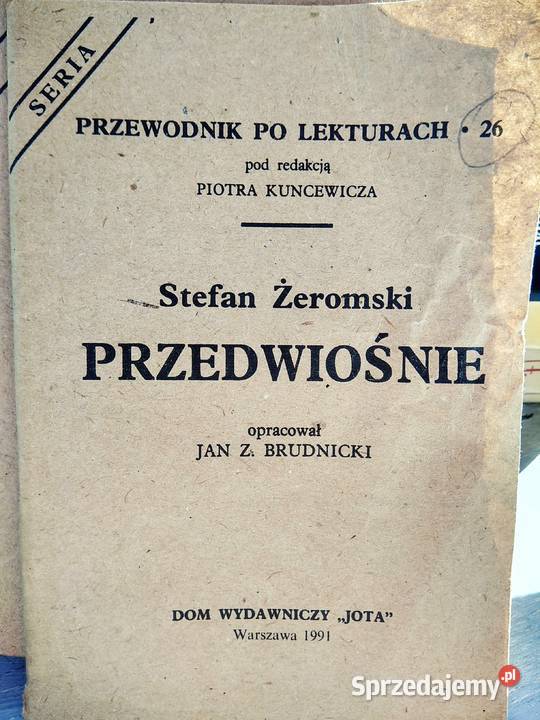 SERIA
PRZEWODNIK PO LEKTURACH • 26
pod redakcją
PIOTRA KUNCEWICZA
Stefan Żeromski
PRZEDWIOŚNIE
opracował
JAN Z. BRUDNICKI
DOM WYDAWNICZY „JOTA”
Warszawa 1991
Sprzedajemy.pl